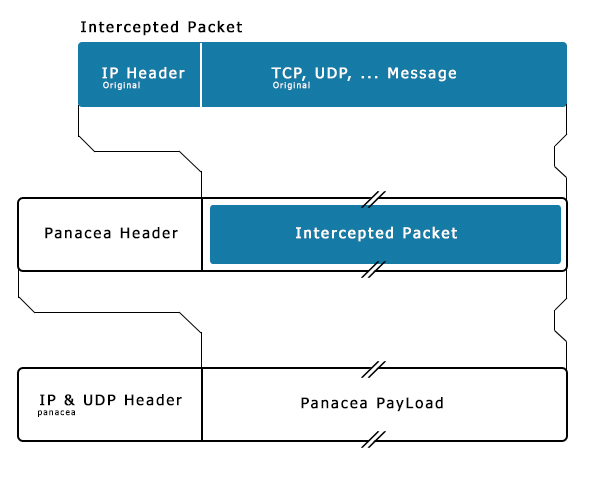 Intercepted Packet
IP Header TCP, UDP, ... Message
Original Original
Panacea Header Intercepted Packet
IP & UDP Header Panacea PayLoad
panacea